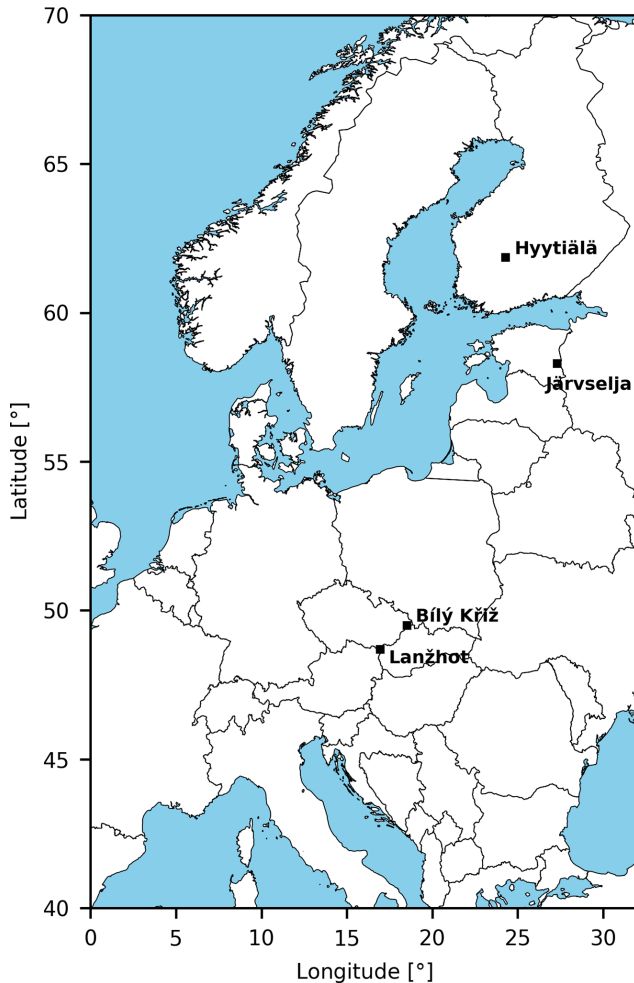 70
65
60
55
50
45
40
Latitude [°]
Hyytiälä
Järvselja
Bílý Křiž
Lanžhot
0 5 10 15 20 25 30
Longitude [°]